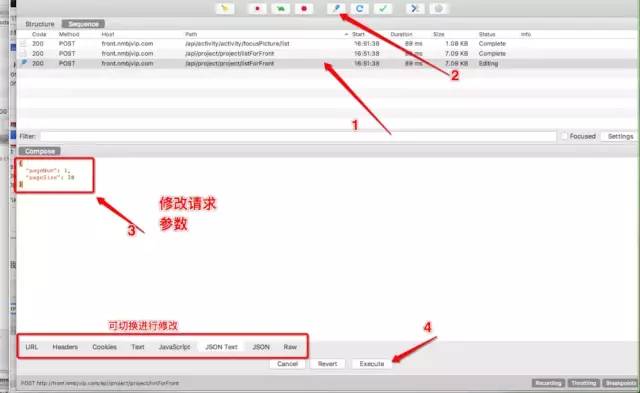 Structure Sequence
Code Method Host Path Start Duration Size Status Info
200 POST front.nmbjvip.com /api/activity/activity/focusPicture/list 16:51:38 89 ms 1.08 KB Complete
200 POST front.nmbjvip.com /api/project/project/listForFront 16:51:38 89 ms 7.09 KB Complete
200 POST front.nmbjvip.com /api/project/project/listForFront 16:51:38 89 ms 7.09 KB Editing
2
1
Filter: Focused Settings
Compose
{
"pageNum": 1,
"pageSize": 20
}
3
修改请求
参数
可切换进行修改
4
URL Headers Cookies Text JavaScript JSON Text JSON Raw
Cancel Revert Execute
POST http://front.nmbjvip.com/api/project/project/listForFront Recording Throttling Breakpoints